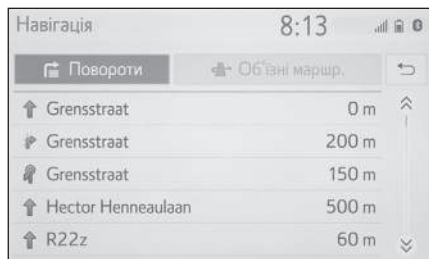 Навігація 8:13
Повороти Об'їзні маршр.
Grensstraat 0 m
Grensstraat 200 m
Grensstraat 150 m
Hector Henneaulaan 500 m
R22z 60 m